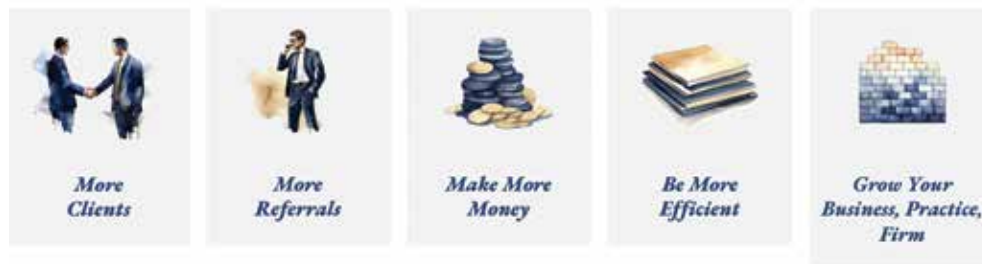 More
Clients
More
Referrals
Make More
Money
Be More
Efficient
Grow Your
Business, Practice,
Firm